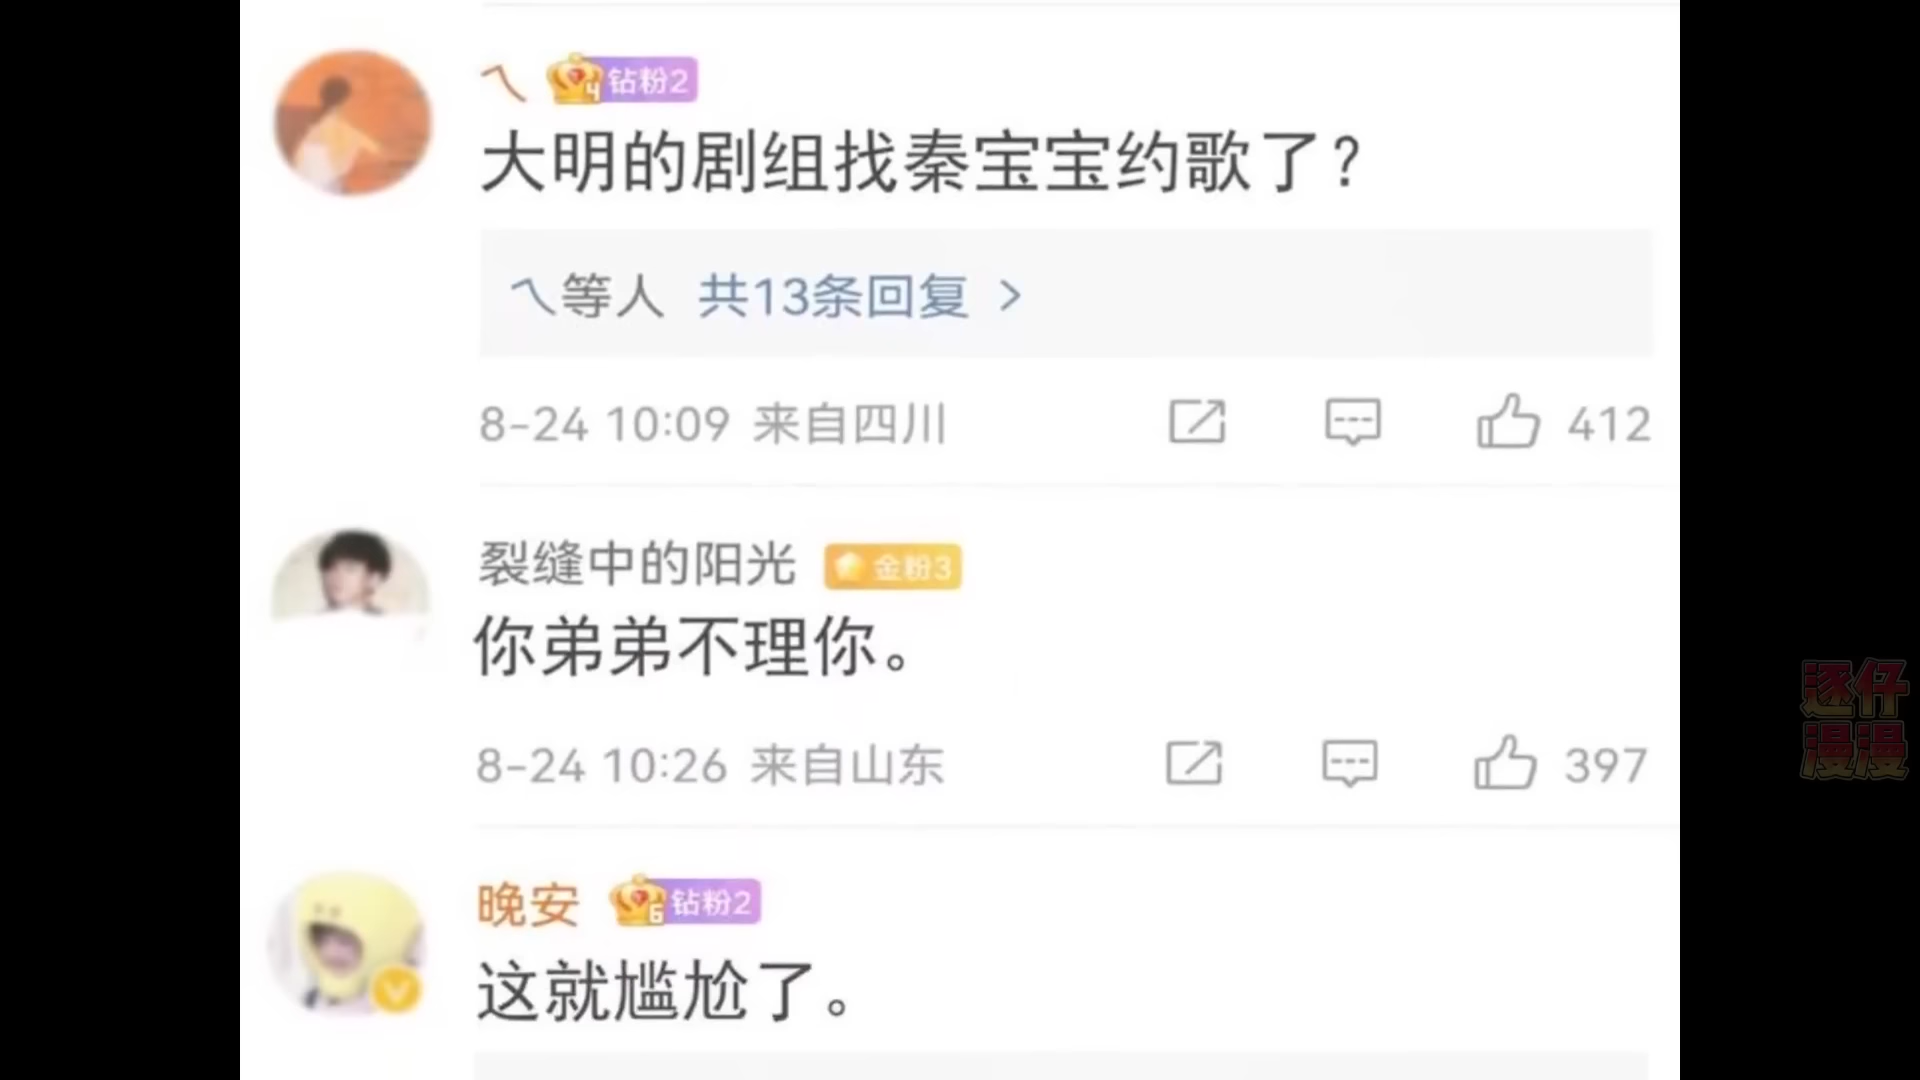 乀 4 钻粉2
大明的剧组找秦宝宝约歌了？
乀等人 共13条回复 >
8-24 10:09 来自四川 412
裂缝中的阳光 金粉3
你弟弟不理你。
8-24 10:26 来自山东 397
晚安 6 钻粉2
这就尴尬了。
逐仔
漫漫